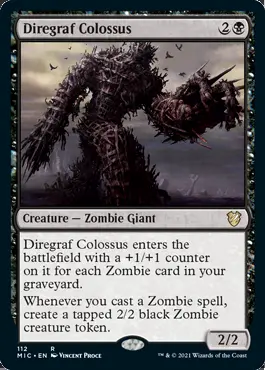 Diregraf Colossus 2
Creature — Zombie Giant
Diregraf Colossus enters the
battlefield with a +1/+1 counter
on it for each Zombie card in your
graveyard.
Whenever you cast a Zombie spell,
create a tapped 2/2 black Zombie
creature token.
2/2
112 R
MIC • EN VINCENT PROCE
™ & © 2021 Wizards of the Coast